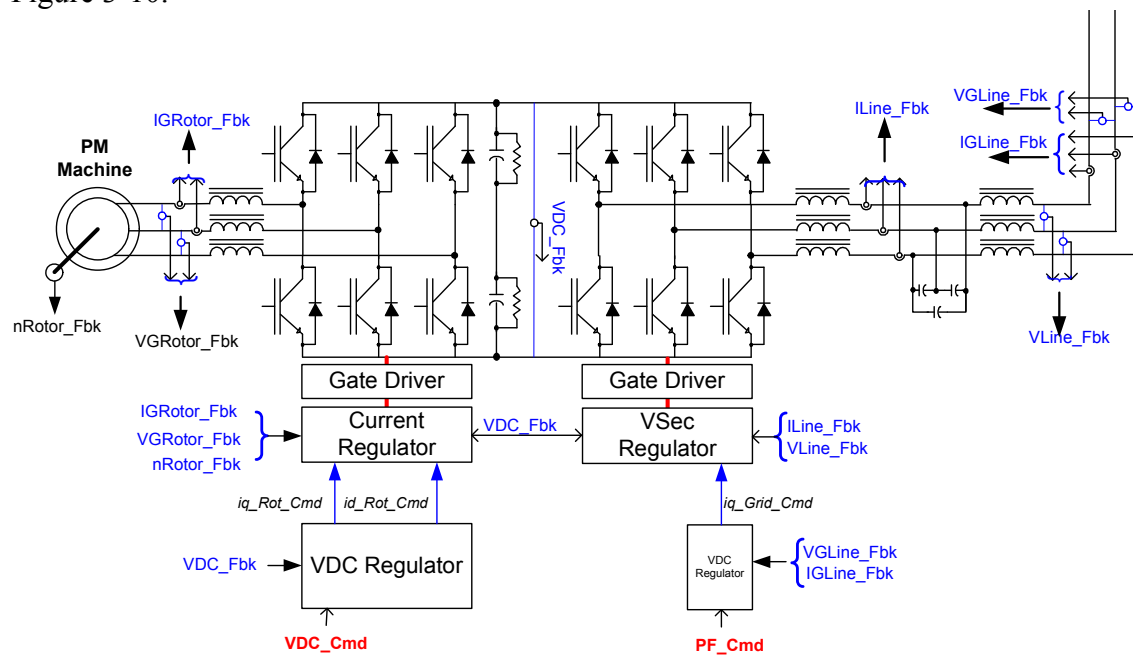 Figure 3-10.
VGLine_Fbk
ILine_Fbk
IGRotor_Fbk
IGLine_Fbk
PM
Machine
VDC_Fbk
nRotor_Fbk
VGRotor_Fbk
VLine_Fbk
Gate Driver
Gate Driver
IGRotor_Fbk
VGRotor_Fbk
nRotor_Fbk
Current
Regulator
VDC_Fbk
VSec
Regulator
ILine_Fbk
VLine_Fbk
iq_Rot_Cmd
id_Rot_Cmd
iq_Grid_Cmd
VDC_Fbk
VDC Regulator
VDC
Regulator
VGLine_Fbk
IGLine_Fbk
VDC_Cmd
PF_Cmd